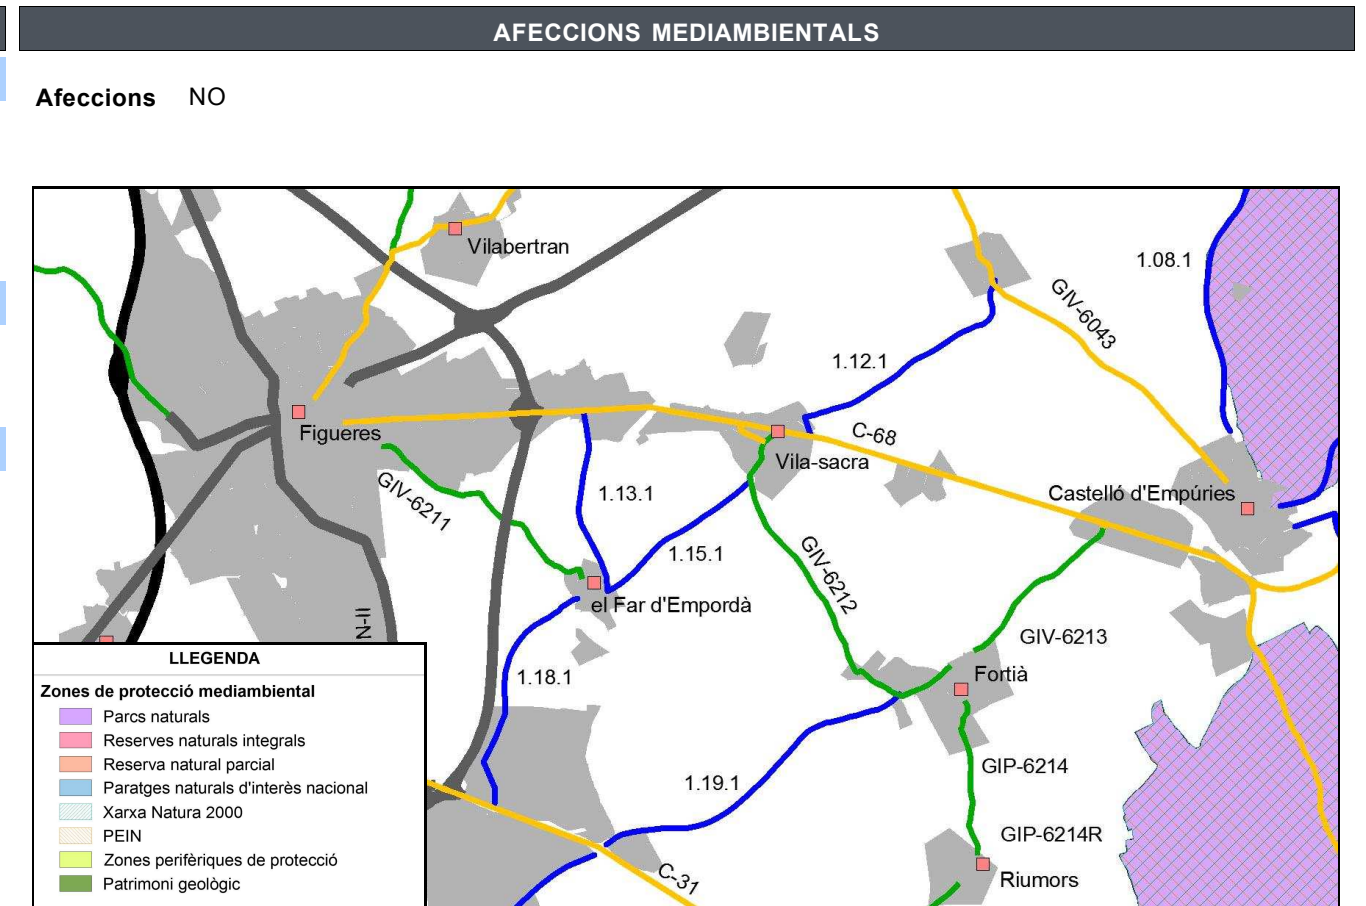 AFECCIONS MEDIAMBIENTALS
Afeccions NO
Vilabertran
1.08.1
GIV-6043
1.12.1
Figueres
C-68
Vila-sacra
GIV-6211
1.13.1
Castelló d'Empúries
1.15.1
GIV-6212
el Far d'Empordà
N-II
GIV-6213
1.18.1
Fortià
1.19.1
GIP-6214
GIP-6214R
C-31
Riumors
LLEGENDA
Zones de protecció mediambiental
Parcs naturals
Reserves naturals integrals
Reserva natural parcial
Paratges naturals d'interès nacional
Xarxa Natura 2000
PEIN
Zones perifèriques de protecció
Patrimoni geològic